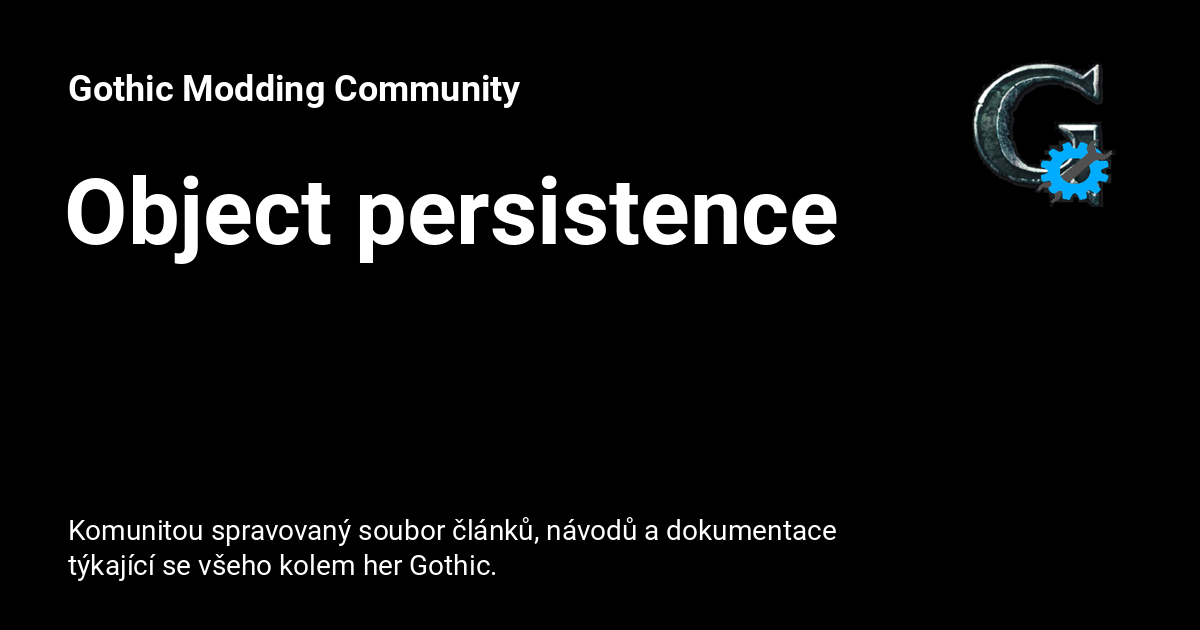 Gothic Modding Community
Object persistence
Komunitou spravovaný soubor článků, návodů a dokumentace
týkající se všeho kolem her Gothic.
G